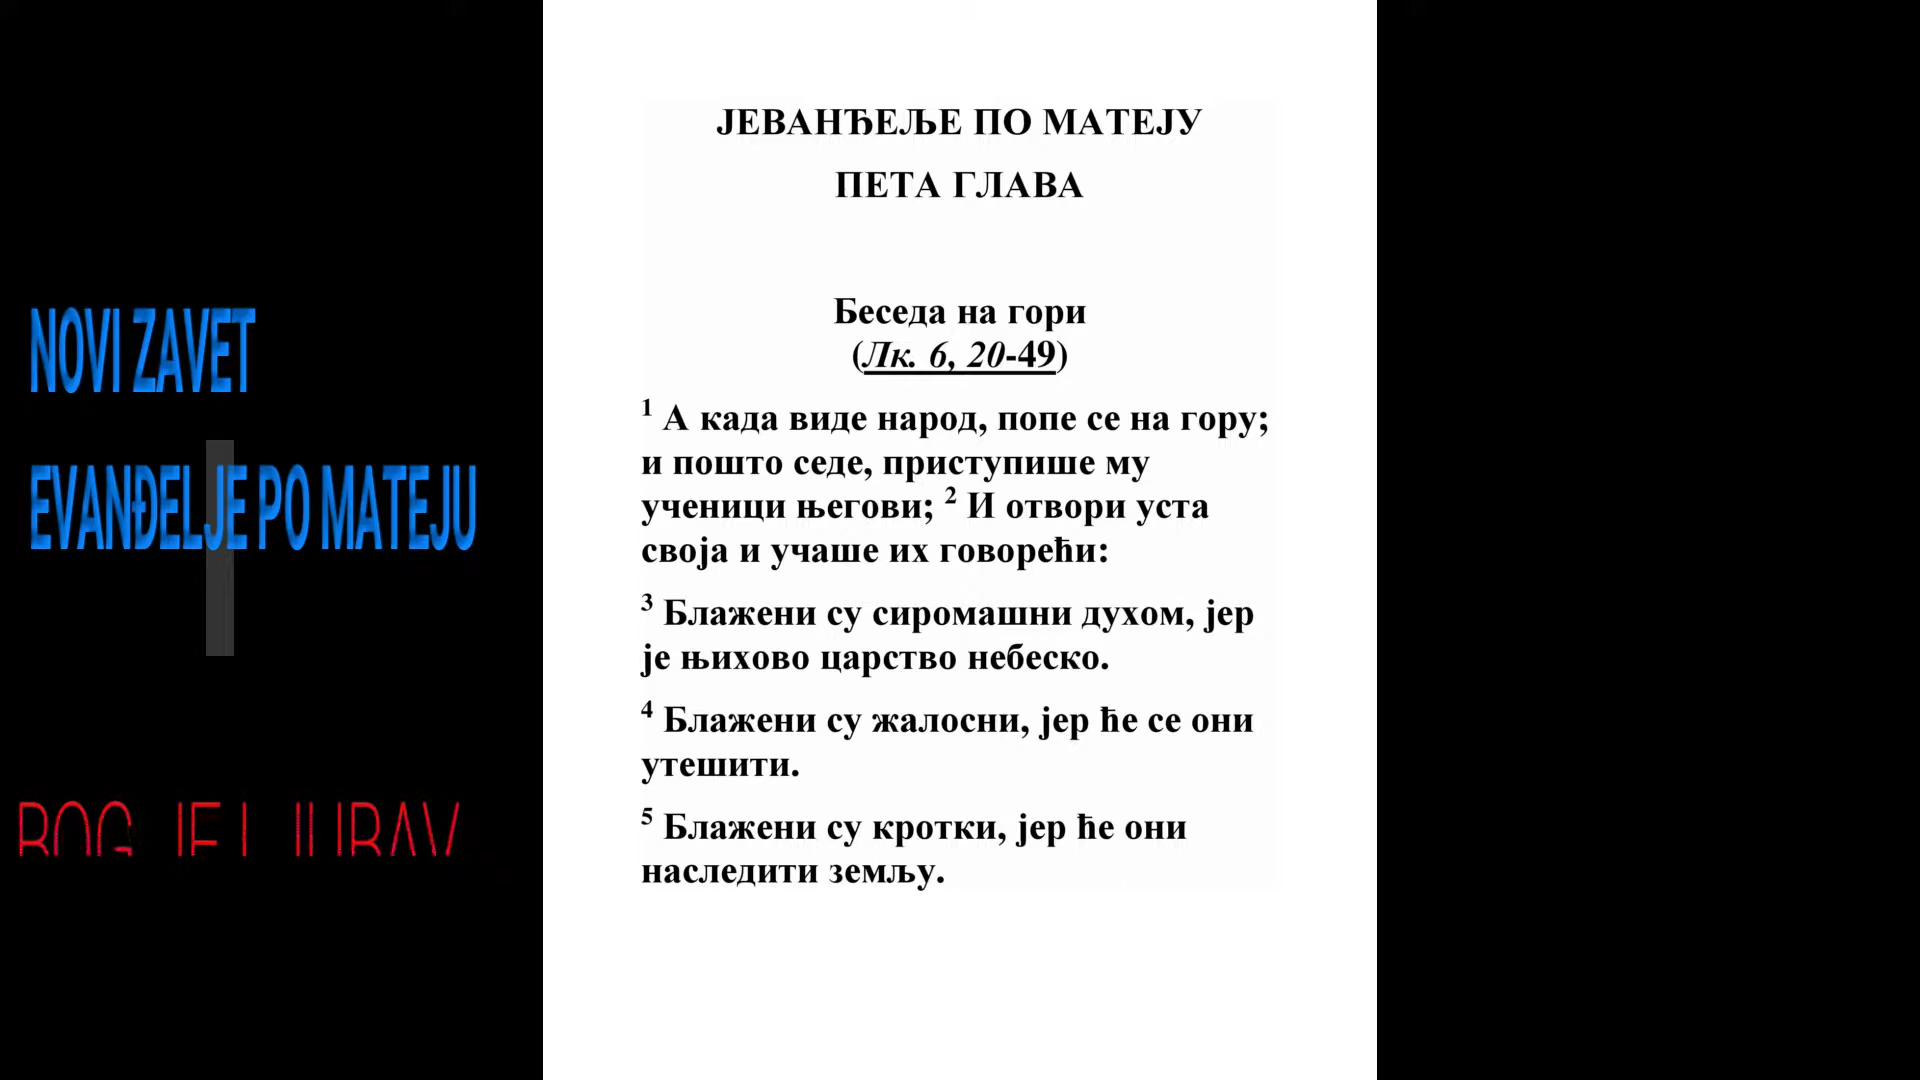 NOVI ZAVET
EVANĐELJE PO MATEJU
BOG JE LJUBAV
ЈЕВАНЂЕЉЕ ПО МАТЕЈУ
ПЕТА ГЛАВА
Беседа на гори
(Лк. 6, 20-49)
1 А када виде народ, попе се на гору;
и пошто седе, приступише му
ученици његови; 2 И отвори уста
своја и учаше их говорећи:
3 Блажени су сиромашни духом, јер
је њихово царство небеско.
4 Блажени су жалосни, јер ће се они
утешити.
5 Блажени су кротки, јер ће они
наследити земљу.